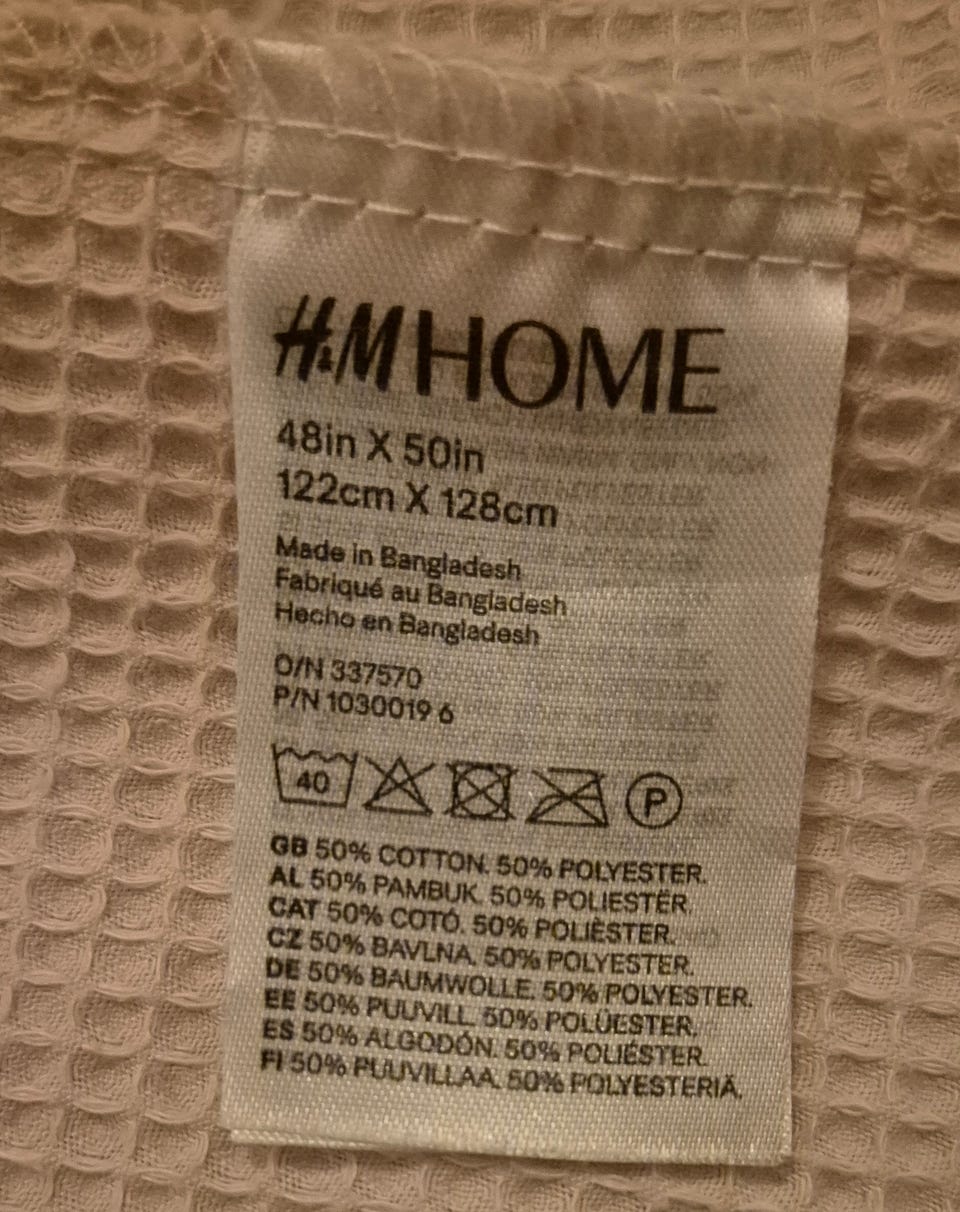 H&M HOME
48in X 50in
122cm X 128cm
Made in Bangladesh
Fabriqué au Bangladesh
Hecho en Bangladesh
O/N 337570
P/N 1030019 6
40 P
GB 50% COTTON. 50% POLYESTER.
AL 50% PAMBUK. 50% POLIESTËR.
CAT 50% COTÓ. 50% POLIÈSTER.
CZ 50% BAVLNA. 50% POLYESTER.
DE 50% BAUMWOLLE. 50% POLYESTER.
EE 50% PUUVILL. 50% POLÜESTER.
ES 50% ALGODÓN. 50% POLIÉSTER.
FI 50% PUUVILLAA. 50% POLYESTERIÄ.